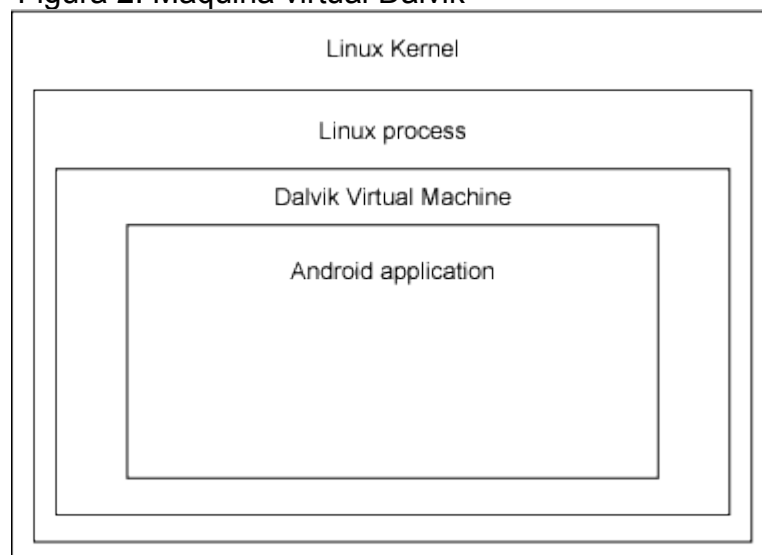 Figura 2. Máquina virtual Dalvik
Linux Kernel
Linux process
Dalvik Virtual Machine
Android application